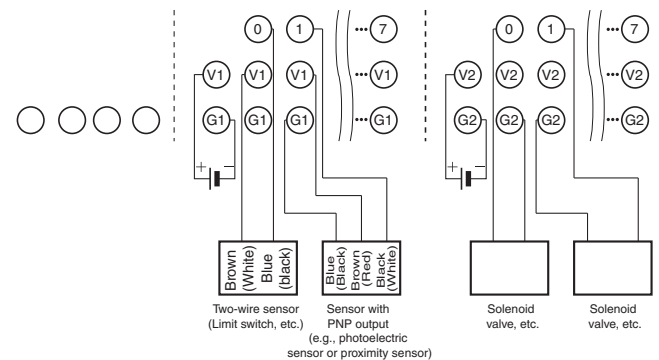 0 1 ••• 7 0 1 ••• 7
V1 V1 V1 ••• V1 V2 V2 V2 ••• V2
G1 G1 G1 ••• G1 G2 G2 G2 ••• G2
+ − + −
Brown
(White)
Blue
(black)
Blue
(Black)
Brown
(Red)
Black
(White)
Two-wire sensor
(Limit switch, etc.)
Sensor with
PNP output
(e.g., photoelectric
sensor or proximity sensor)
Solenoid
valve, etc.
Solenoid
valve, etc.